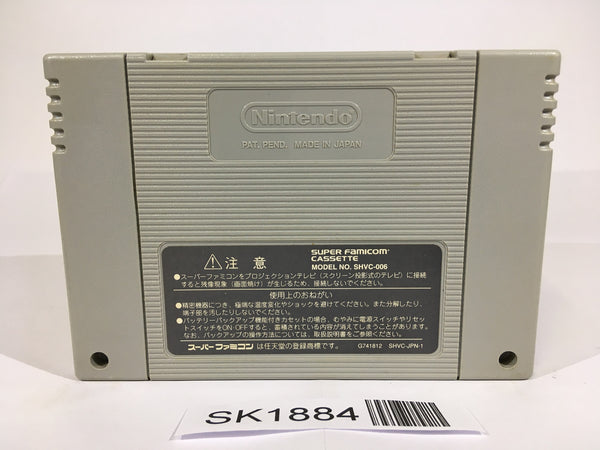 Nintendo
PAT. PEND. MADE IN JAPAN
⚠注意
SUPER FAMICOM
CASSETTE
MODEL NO. SHVC-006
●スーパーファミコンをプロジェクションテレビ(スクリーン投影式のテレビ)に接続
すると残像現象(画面焼け)が生じるため、接続しないでください。
使用上のおねがい
●精密機器につき、極端な温度変化やショックを避けてください。また分解したり、
端子部を汚したりしないでください。
●バッテリーバックアップ機能付きカセットの場合、むやみに電源スイッチやリセ
ットスイッチをON・OFFすると、蓄積されている内容が消えてしまうことがあります。
なお、バックアップの操作方法については、取扱説明書をご参照ください。
スーパーファミコン は任天堂の登録商標です。
G741812 SHVC-JPN-1
SK1884